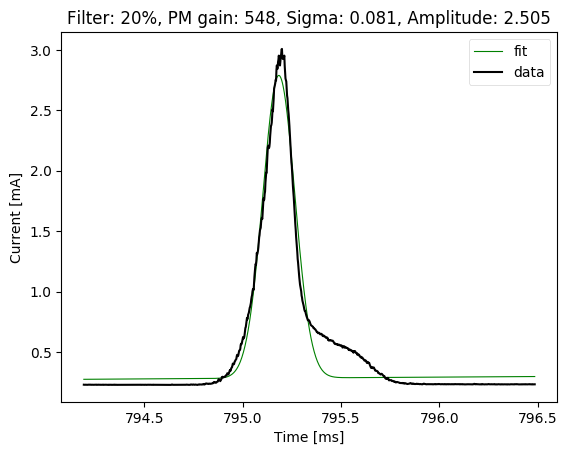 Filter: 20%, PM gain: 548, Sigma: 0.081, Amplitude: 2.505
fit
data
3.0
2.5
2.0
1.5
1.0
0.5
Current [mA]
794.5 795.0 795.5 796.0 796.5
Time [ms]